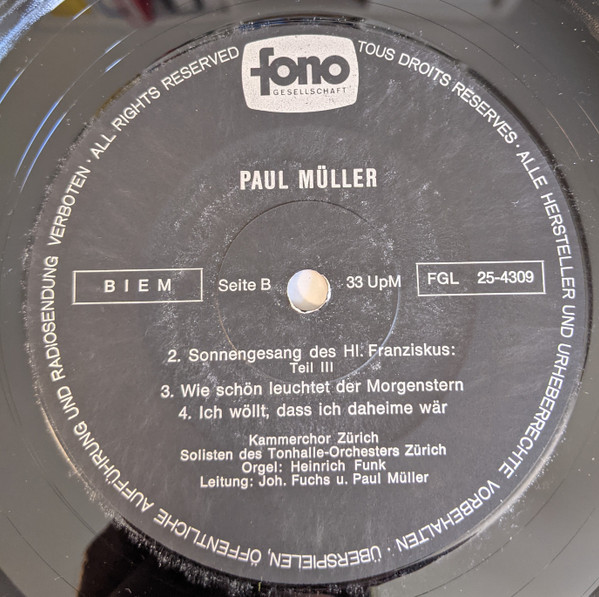 fono
GESELLSCHAFT
ALL RIGHTS RESERVED
TOUS DROITS RESERVES · ALLE HERSTELLER UND URHEBERRECHTE VORBEHALTEN · ÜBERSPIELEN, ÖFFENTLICHE AUFFÜHRUNG UND RADIOSENDUNG VERBOTEN ·
PAUL MÜLLER
BIEM
Seite B
33 UpM
FGL 25-4309
2. Sonnengesang des Hl. Franziskus:
Teil III
3. Wie schön leuchtet der Morgenstern
4. Ich wöllt, dass ich daheime wär
Kammerchor Zürich
Solisten des Tonhalle-Orchesters Zürich
Orgel: Heinrich Funk
Leitung: Joh. Fuchs u. Paul Müller